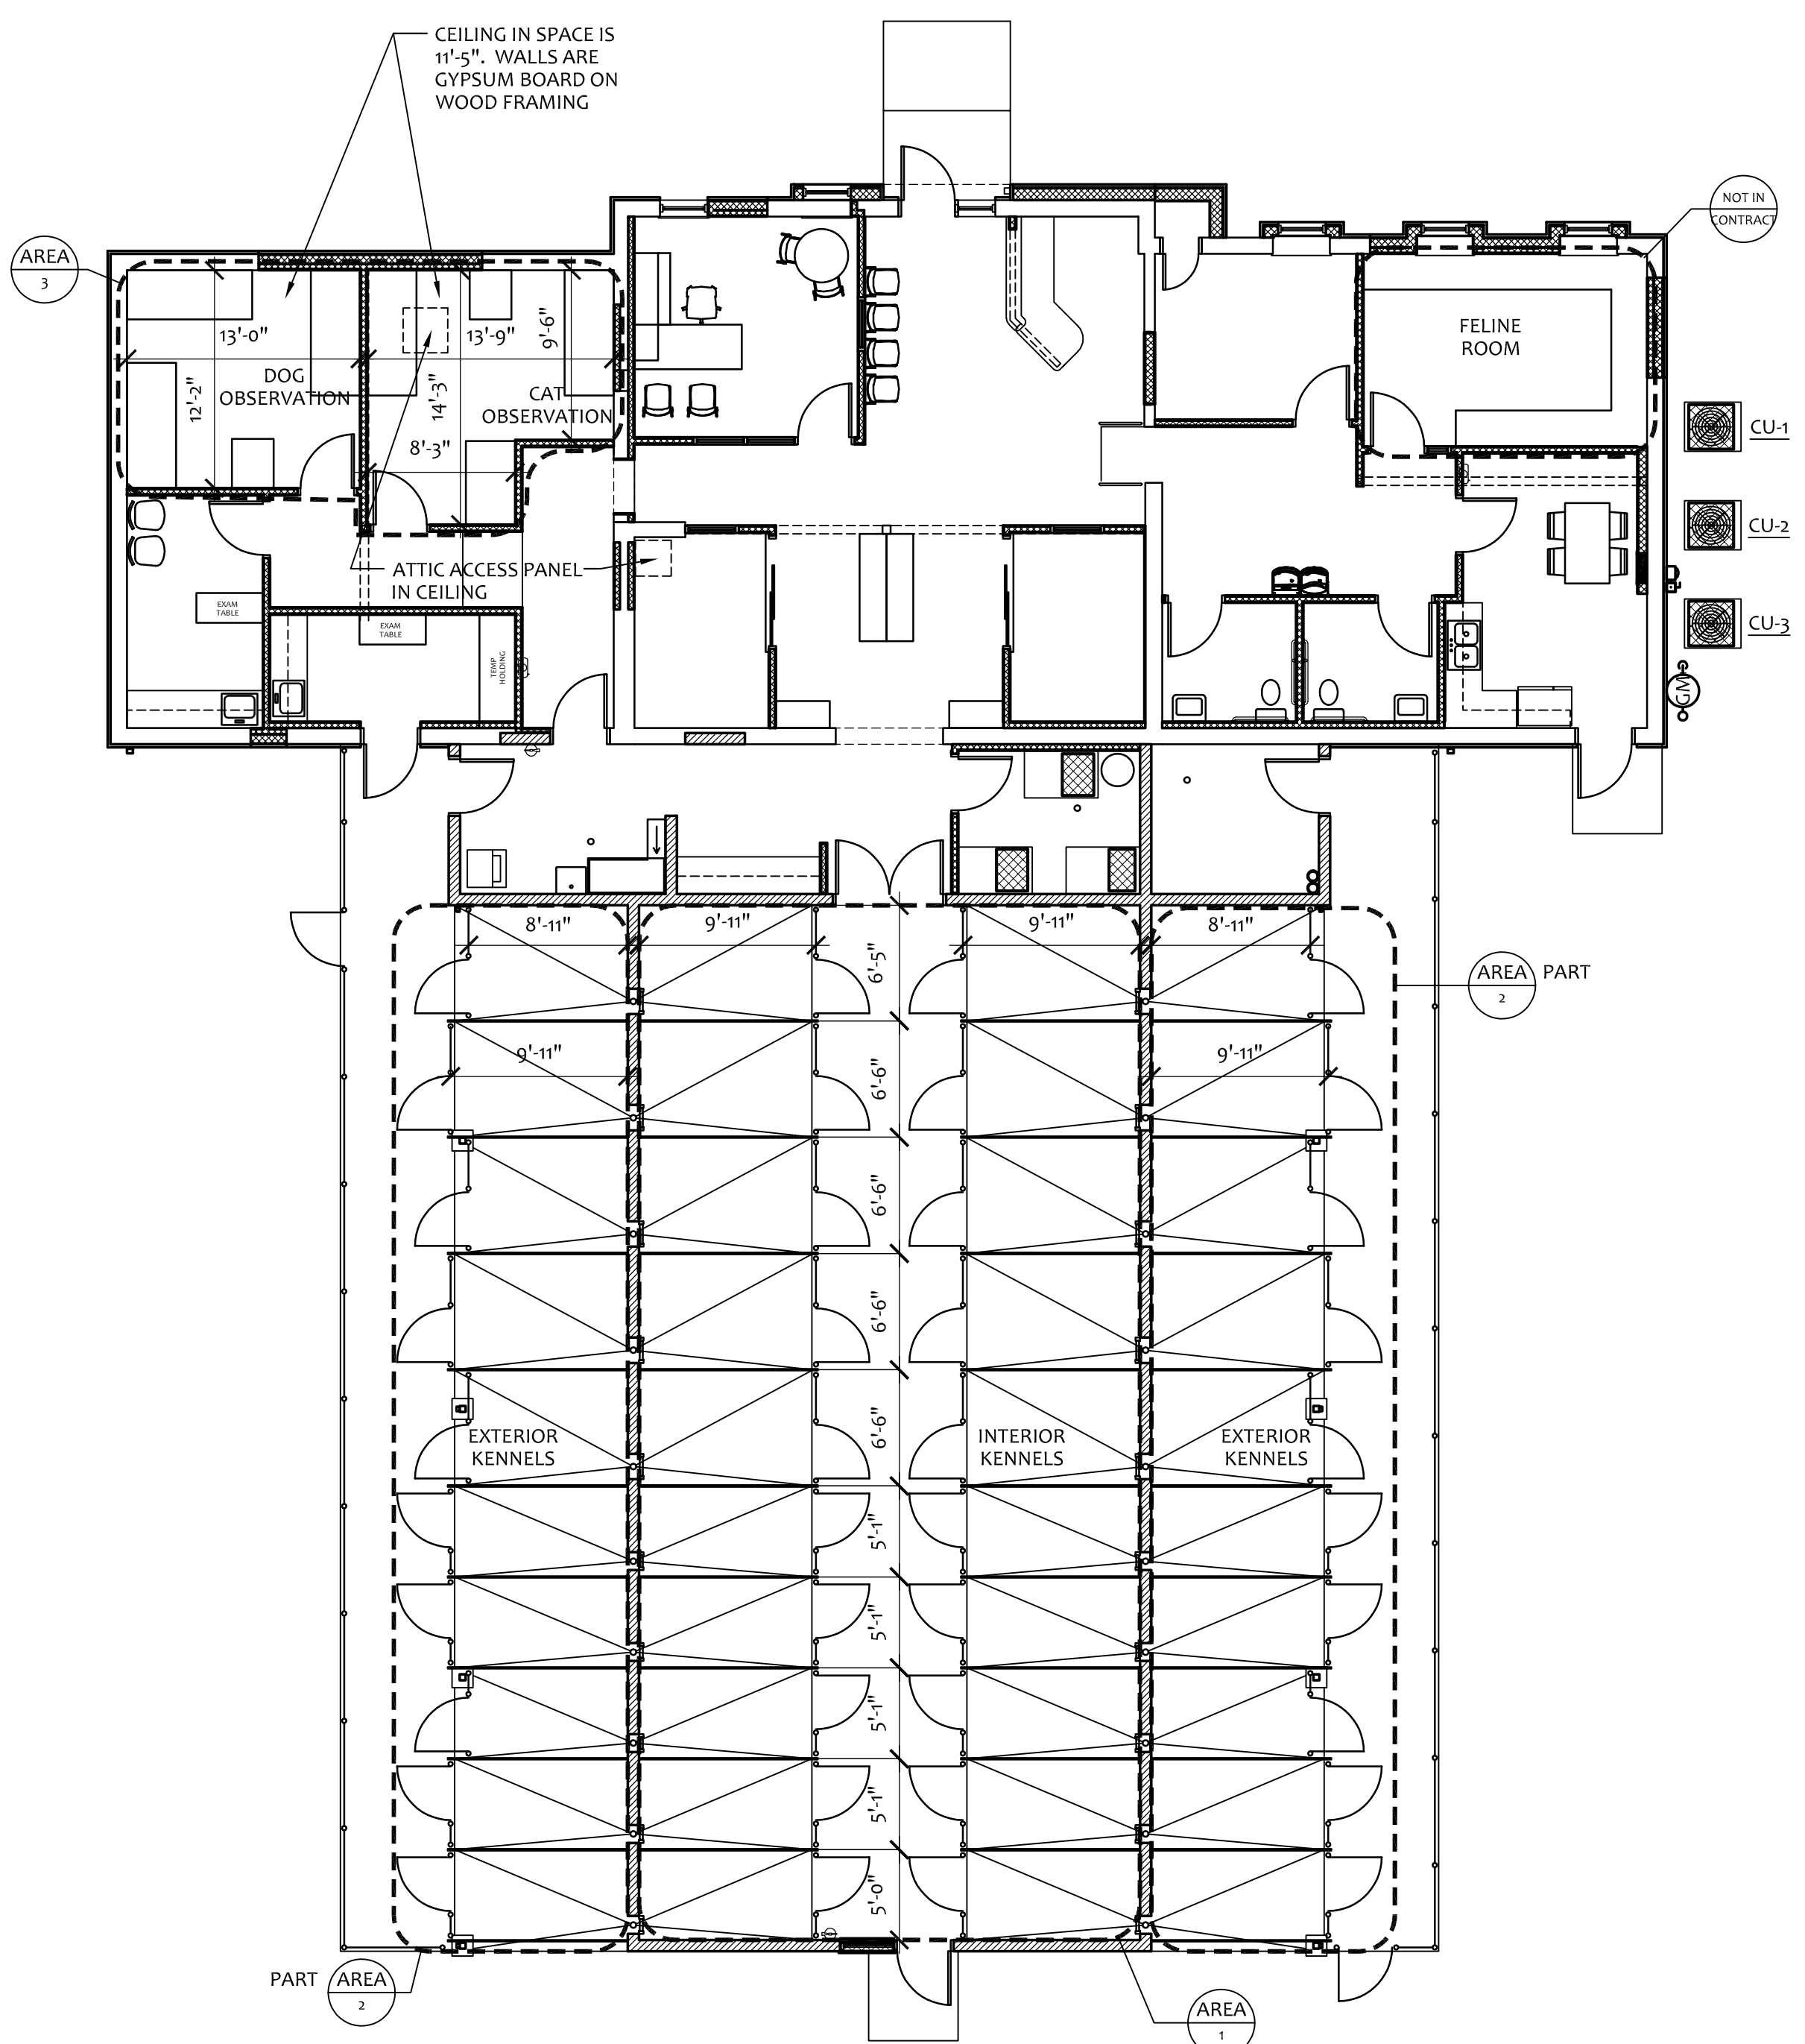 CEILING IN SPACE IS
11'-5". WALLS ARE
GYPSUM BOARD ON
WOOD FRAMING
NOT IN
CONTRACT
AREA
3
13'-0"
13'-9"
9'-6"
12'-2"
14'-3"
8'-3"
DOG
OBSERVATION
CAT
OBSERVATION
FELINE
ROOM
CU-1
CU-2
CU-3
ATTIC ACCESS PANEL
IN CEILING
EXAM
TABLE
EXAM
TABLE
TEMP
HOLDING
GM
8'-11"
9'-11"
9'-11"
8'-11"
6'-5"
AREA
2
PART
9'-11"
9'-11"
6'-6"
6'-6"
6'-6"
6'-6"
EXTERIOR
KENNELS
INTERIOR
KENNELS
EXTERIOR
KENNELS
5'-1"
5'-1"
5'-1"
5'-1"
5'-0"
PART
AREA
2
AREA
1